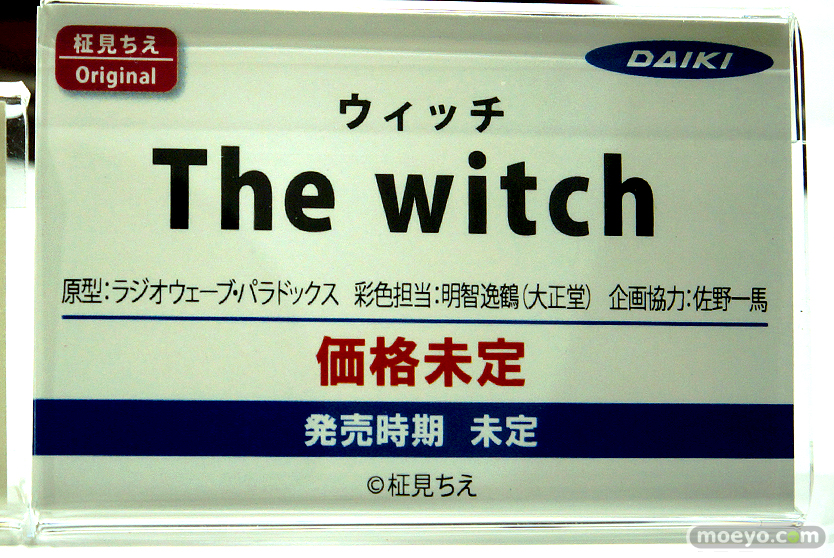 柾見ちえ
Original
DAIKI
ウィッチ
The witch
原型：ラジオウェーブ・パラドックス 彩色担当：明智逸鶴（大正堂） 企画協力：佐野一馬
価格未定
発売時期 未定
©柾見ちえ
moeyo.com